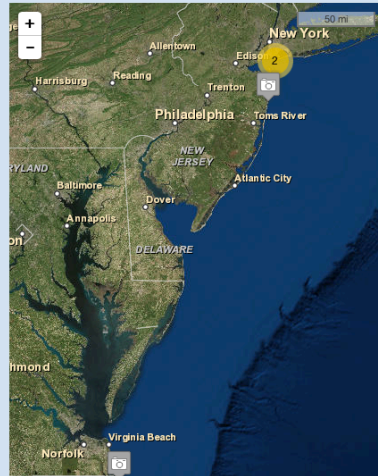 +
−
50 mi
New York
Allentown
Edison
2
Reading
Harrisburg
Trenton
Philadelphia
Toms River
NEW
JERSEY
RYLAND
Baltimore
Atlantic City
Dover
Annapolis
on
DELAWARE
hmond
Virginia Beach
Norfolk